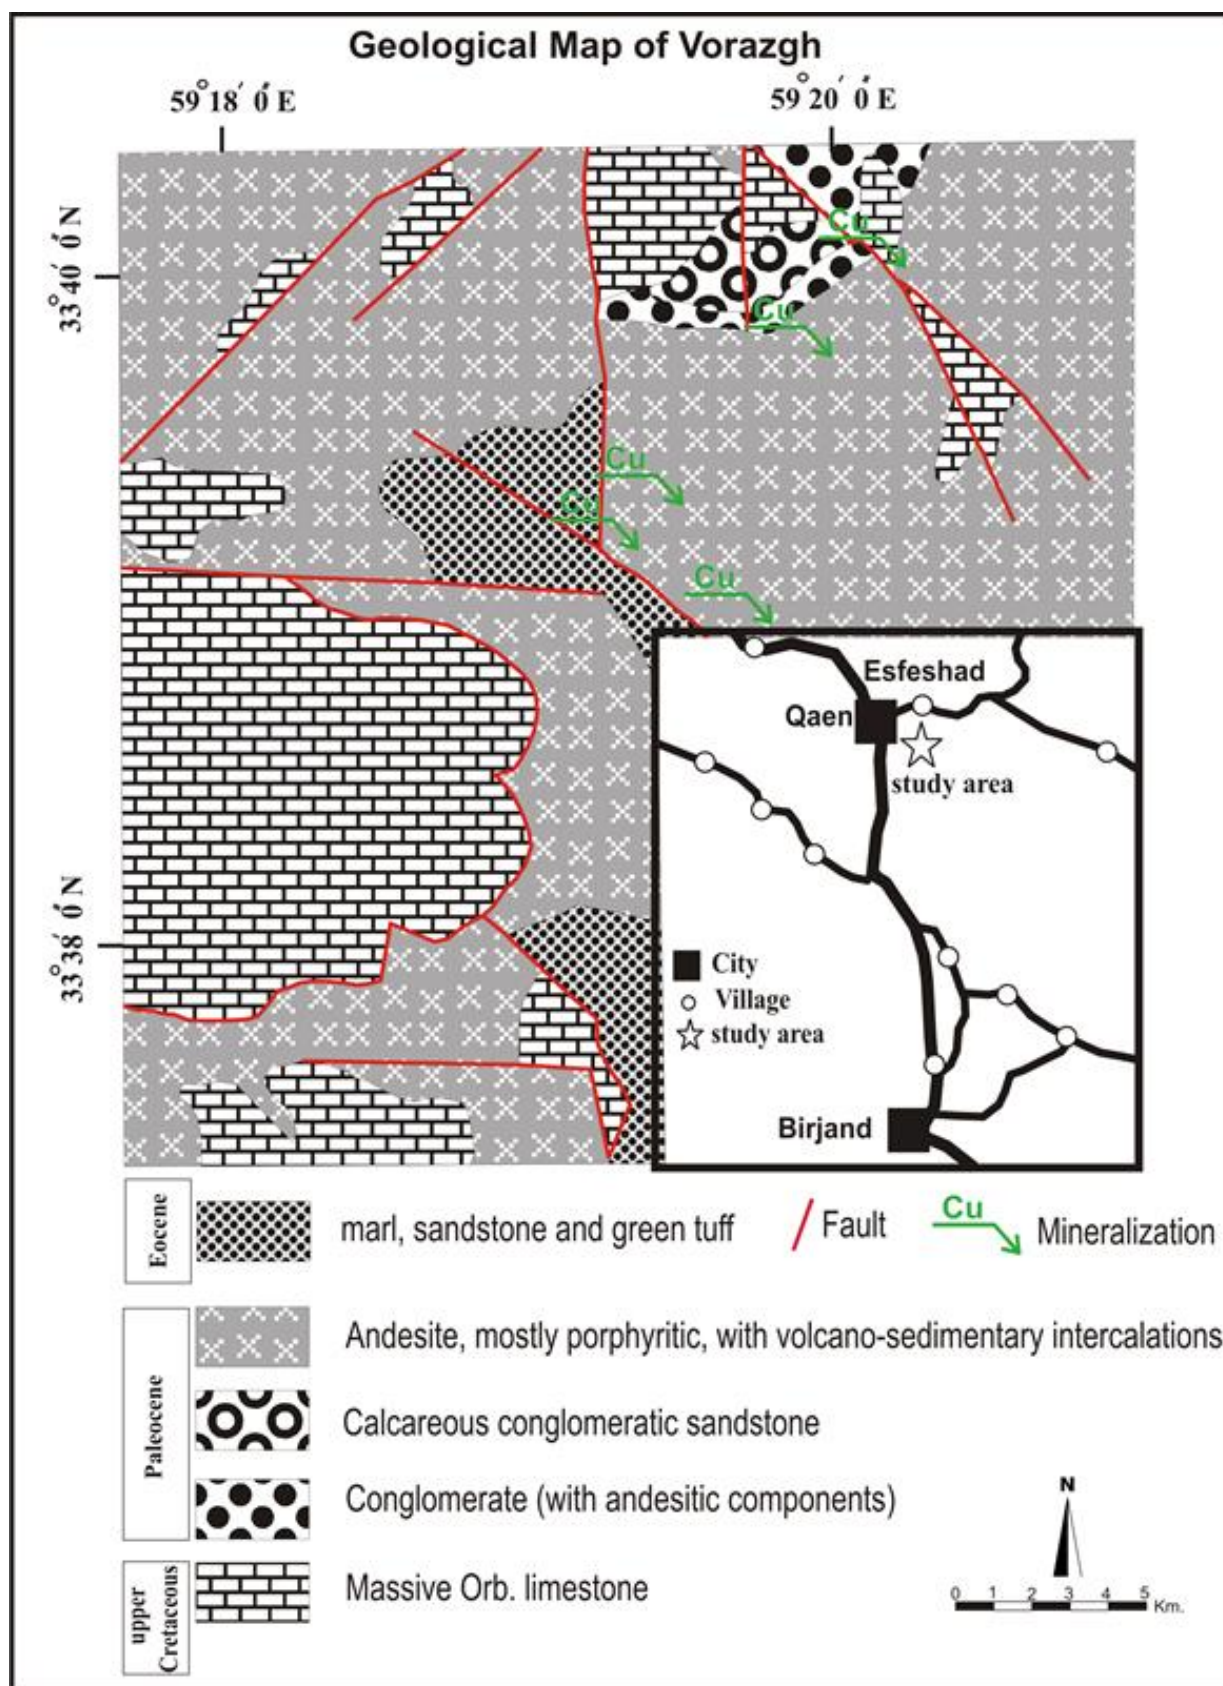 Geological Map of Vorazgh
59° 18′ 0″ E
59° 20′ 0″ E
33° 40′ 0″ N
33° 38′ 0″ N
Cu
Cu
Cu
Cu
Cu
Esfeshad
Qaen
study area
City
Village
study area
Birjand
Eocene
marl, sandstone and green tuff
Fault
Cu
Mineralization
Paleocene
Andesite, mostly porphyritic, with volcano-sedimentary intercalations
Calcareous conglomeratic sandstone
Conglomerate (with andesitic components)
upper
Cretaceous
Massive Orb. limestone
N
0 1 2 3 4 5
Km.